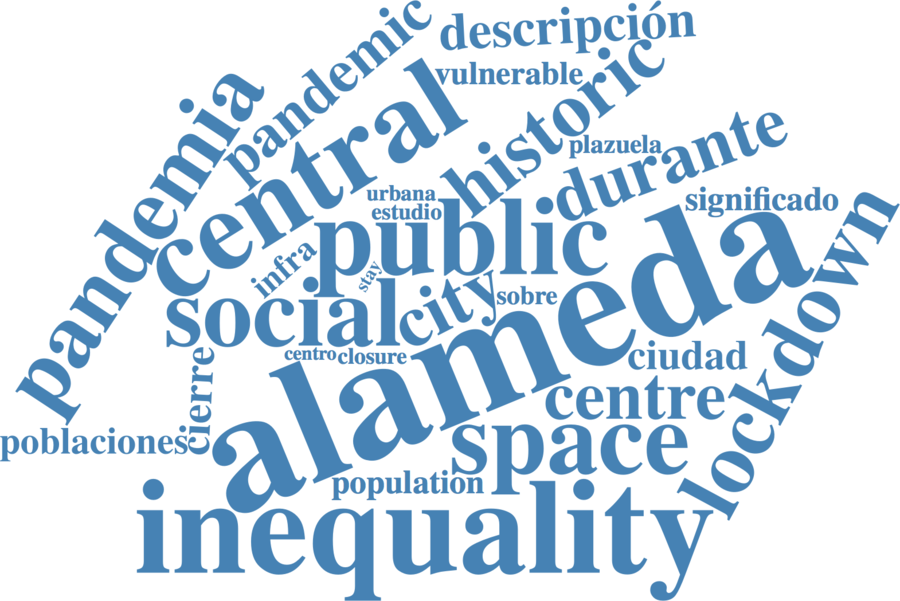 descripción
pandemic
vulnerable
central
historic
pandemia
plazuela
durante
urbana
estudio
significado
public
infra
stay
social
city
sobre
alameda
lockdown
centro
closure
ciudad
cierre
centre
poblaciones
space
population
inequality